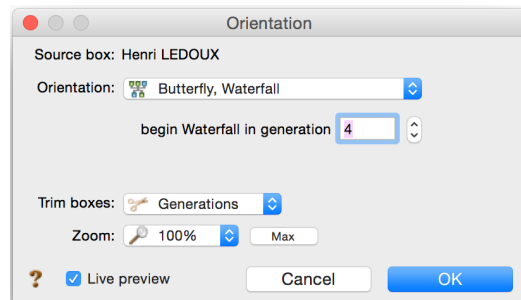 Orientation
Source box: Henri LEDOUX
Orientation: Butterfly, Waterfall
begin Waterfall in generation 4
Trim boxes: Generations
Zoom: 100% Max
? Live preview Cancel OK